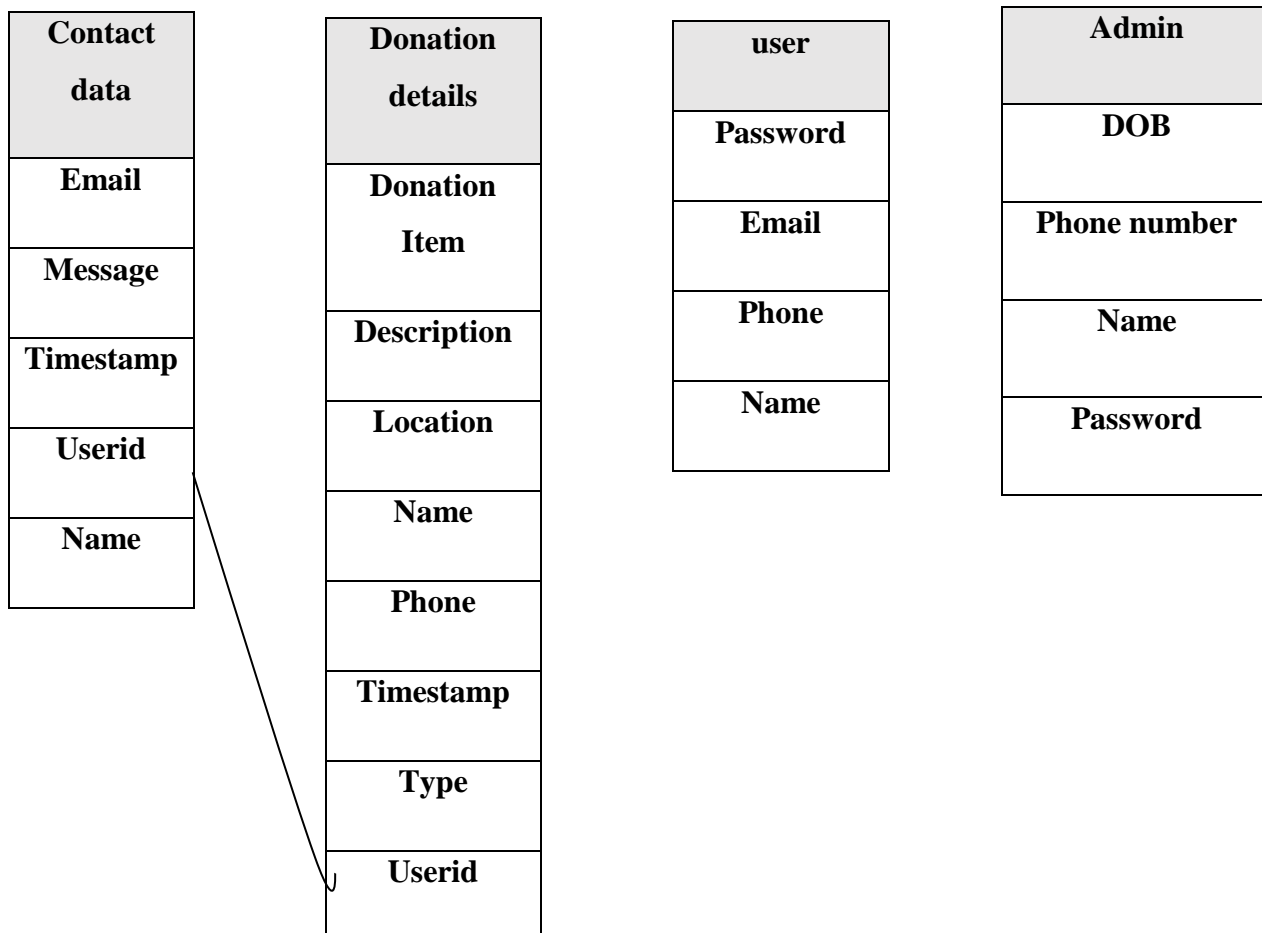 Contact
data
Email
Message
Timestamp
Userid
Name
Donation
details
Donation
Item
Description
Location
Name
Phone
Timestamp
Type
Userid
user
Password
Email
Phone
Name
Admin
DOB
Phone number
Name
Password